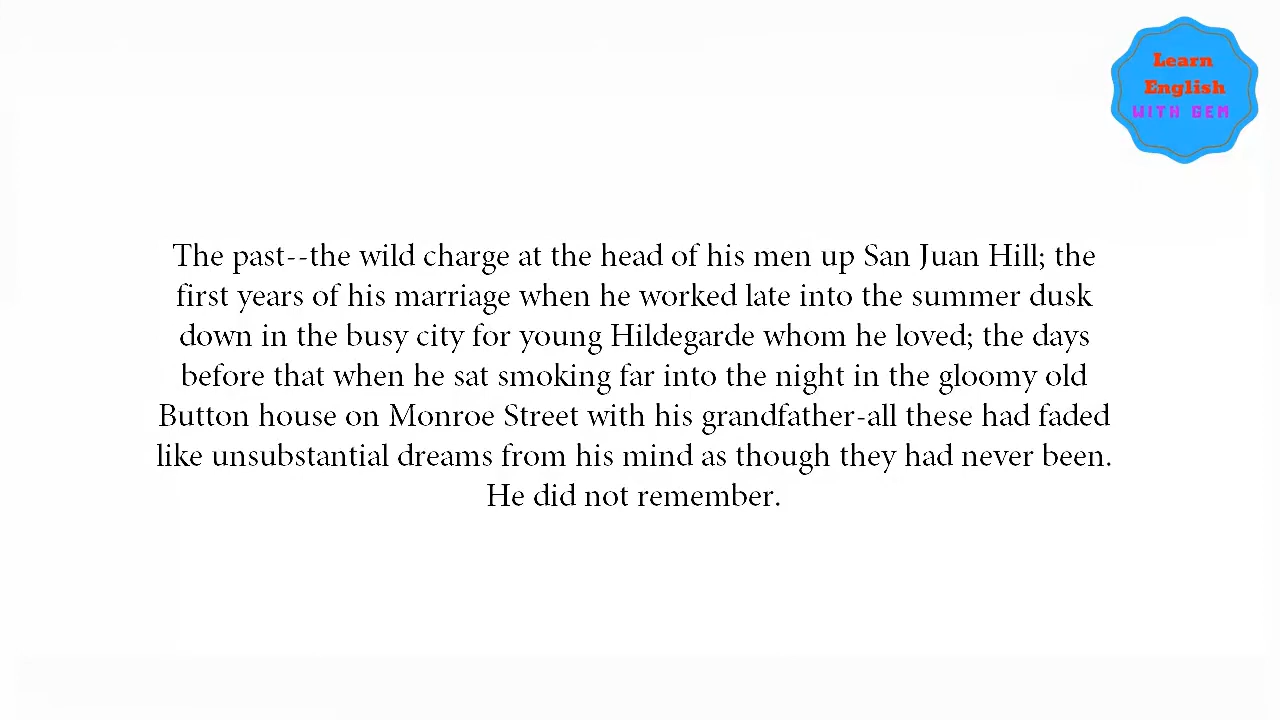 Learn
English
WITH GEM
The past--the wild charge at the head of his men up San Juan Hill; the
first years of his marriage when he worked late into the summer dusk
down in the busy city for young Hildegarde whom he loved; the days
before that when he sat smoking far into the night in the gloomy old
Button house on Monroe Street with his grandfather-all these had faded
like unsubstantial dreams from his mind as though they had never been.
He did not remember.